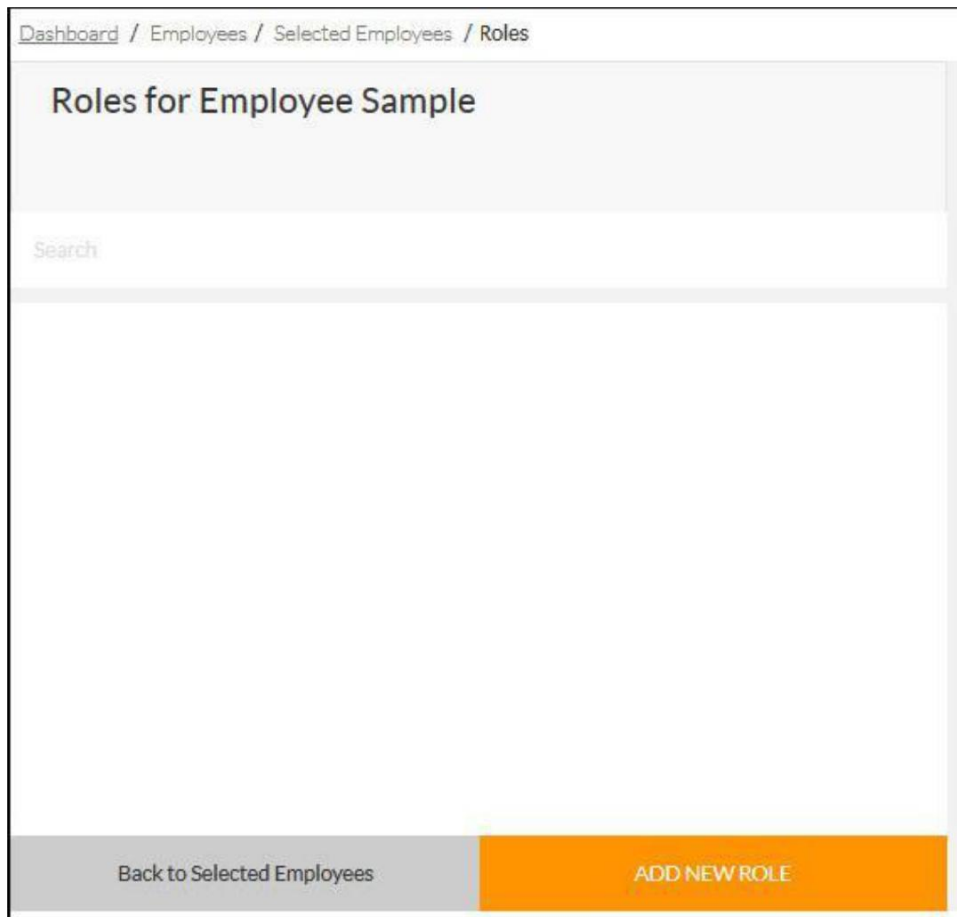 Dashboard / Employees / Selected Employees / Roles
Roles for Employee Sample
Search
Back to Selected Employees
ADD NEW ROLE